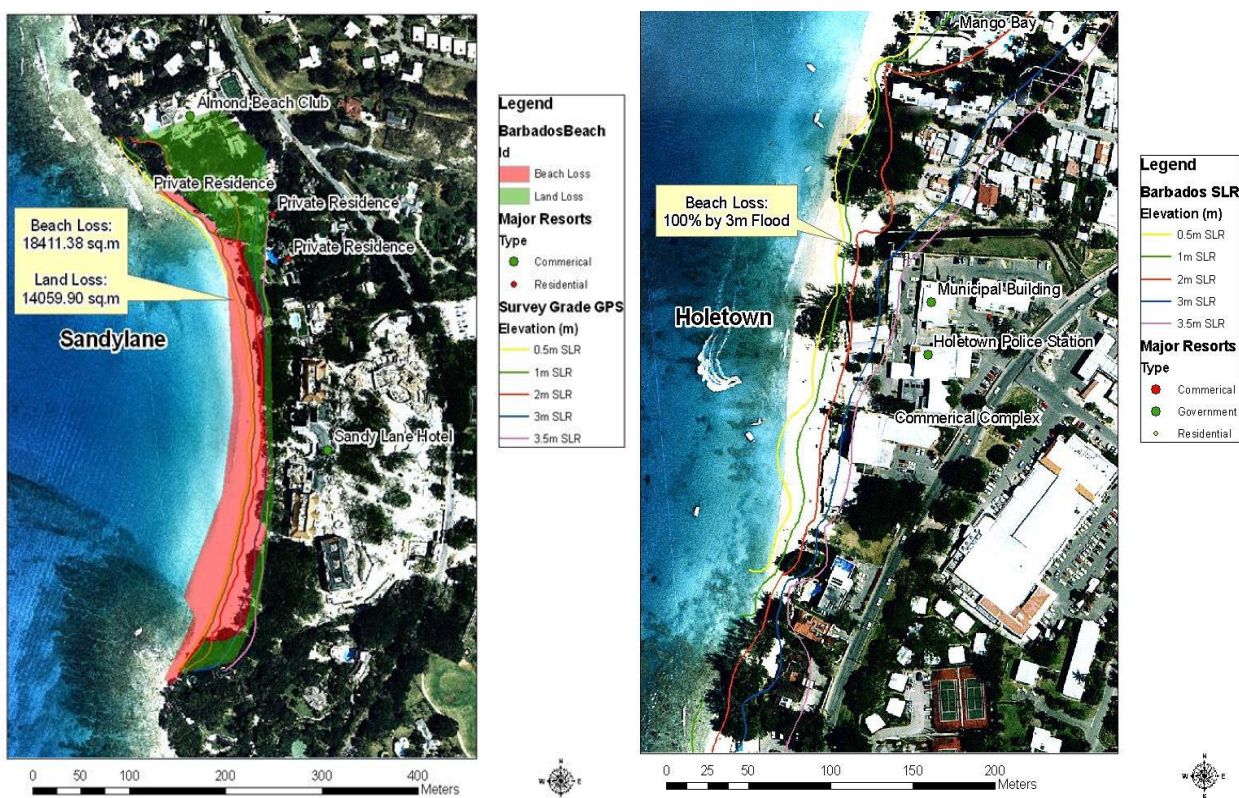 Almond Beach Club
Private Residence
Private Residence
Private Residence
Beach Loss:
18411.38 sq.m
Land Loss:
14059.90 sq.m
Sandylane
Sandy Lane Hotel
0 50 100 200 300 400
Meters
Legend
BarbadosBeach
Id
Beach Loss
Land Loss
Major Resorts
Type
Commerical
Residential
Survey Grade GPS
Elevation (m)
0.5m SLR
1m SLR
2m SLR
3m SLR
3.5m SLR
N
W E
S
Mango Bay
Beach Loss:
100% by 3m Flood
Municipal Building
Holetown
Holetown Police Station
Commerical Complex
0 25 50 100 150 200
Meters
Legend
Barbados SLR
Elevation (m)
0.5m SLR
1m SLR
2m SLR
3m SLR
3.5m SLR
Major Resorts
Type
Commerical
Government
Residential
N
W E
S